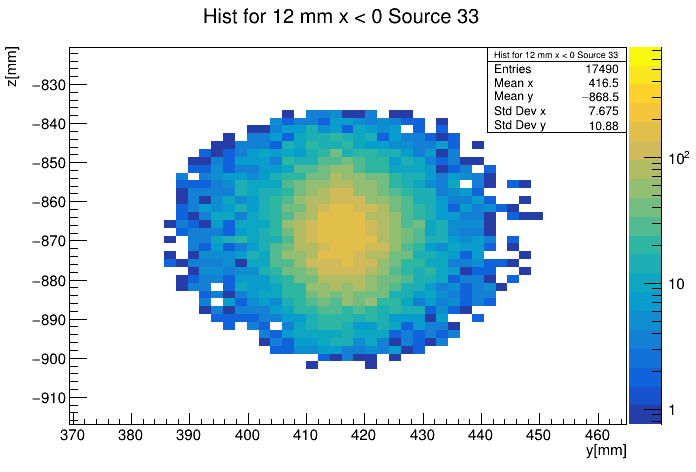 Hist for 12 mm x < 0 Source 33
z[mm]
Hist for 12 mm x < 0 Source 33
Entries 17490
Mean x 416.5
Mean y −868.5
Std Dev x 7.675
Std Dev y 10.88
−830
−840
−850
−860
−870
−880
−890
−900
−910
10²
10
1
370 380 390 400 410 420 430 440 450 460
y[mm]